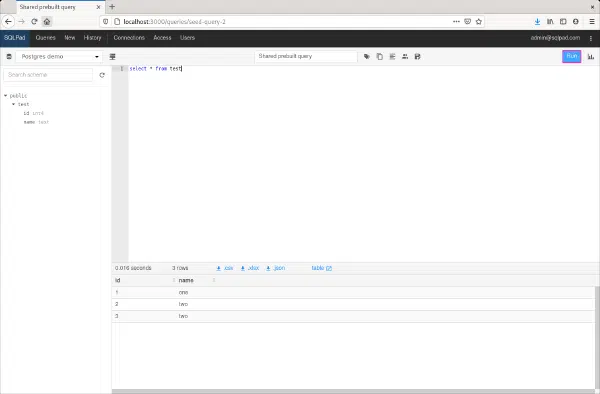 Shared prebuilt query
localhost:3000/queries/seed-query-2
SQLPad Queries New History Connections Access Users admin@sqlpad.com
Postgres demo Shared prebuilt query Run
Search schema
1 select * from test
public
test
id int4
name text
0.016 seconds 3 rows .csv .xlsx .json table
id name
1 one
2 two
3 two